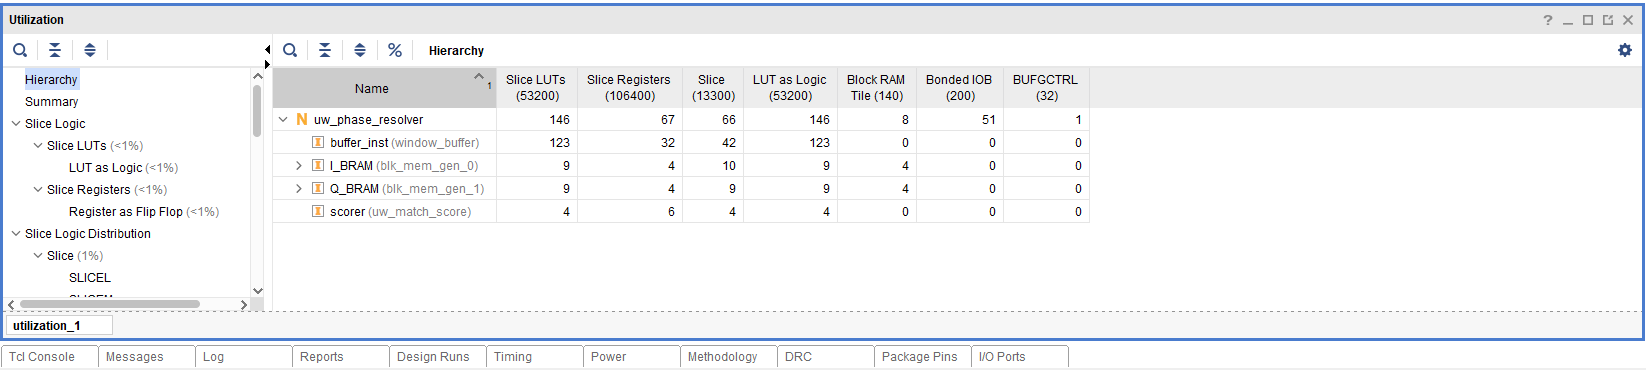 Utilization
Hierarchy
Hierarchy
Summary
Slice Logic
Slice LUTs (<1%)
LUT as Logic (<1%)
Slice Registers (<1%)
Register as Flip Flop (<1%)
Slice Logic Distribution
Slice (1%)
SLICEL
Name 1 Slice LUTs (53200) Slice Registers (106400) Slice (13300) LUT as Logic (53200) Block RAM Tile (140) Bonded IOB (200) BUFGCTRL (32)
N uw_phase_resolver 146 67 66 146 8 51 1
buffer_inst (window_buffer) 123 32 42 123 0 0 0
I_BRAM (blk_mem_gen_0) 9 4 10 9 4 0 0
Q_BRAM (blk_mem_gen_1) 9 4 9 9 4 0 0
scorer (uw_match_score) 4 6 4 4 0 0 0
utilization_1
Tcl Console Messages Log Reports Design Runs Timing Power Methodology DRC Package Pins I/O Ports